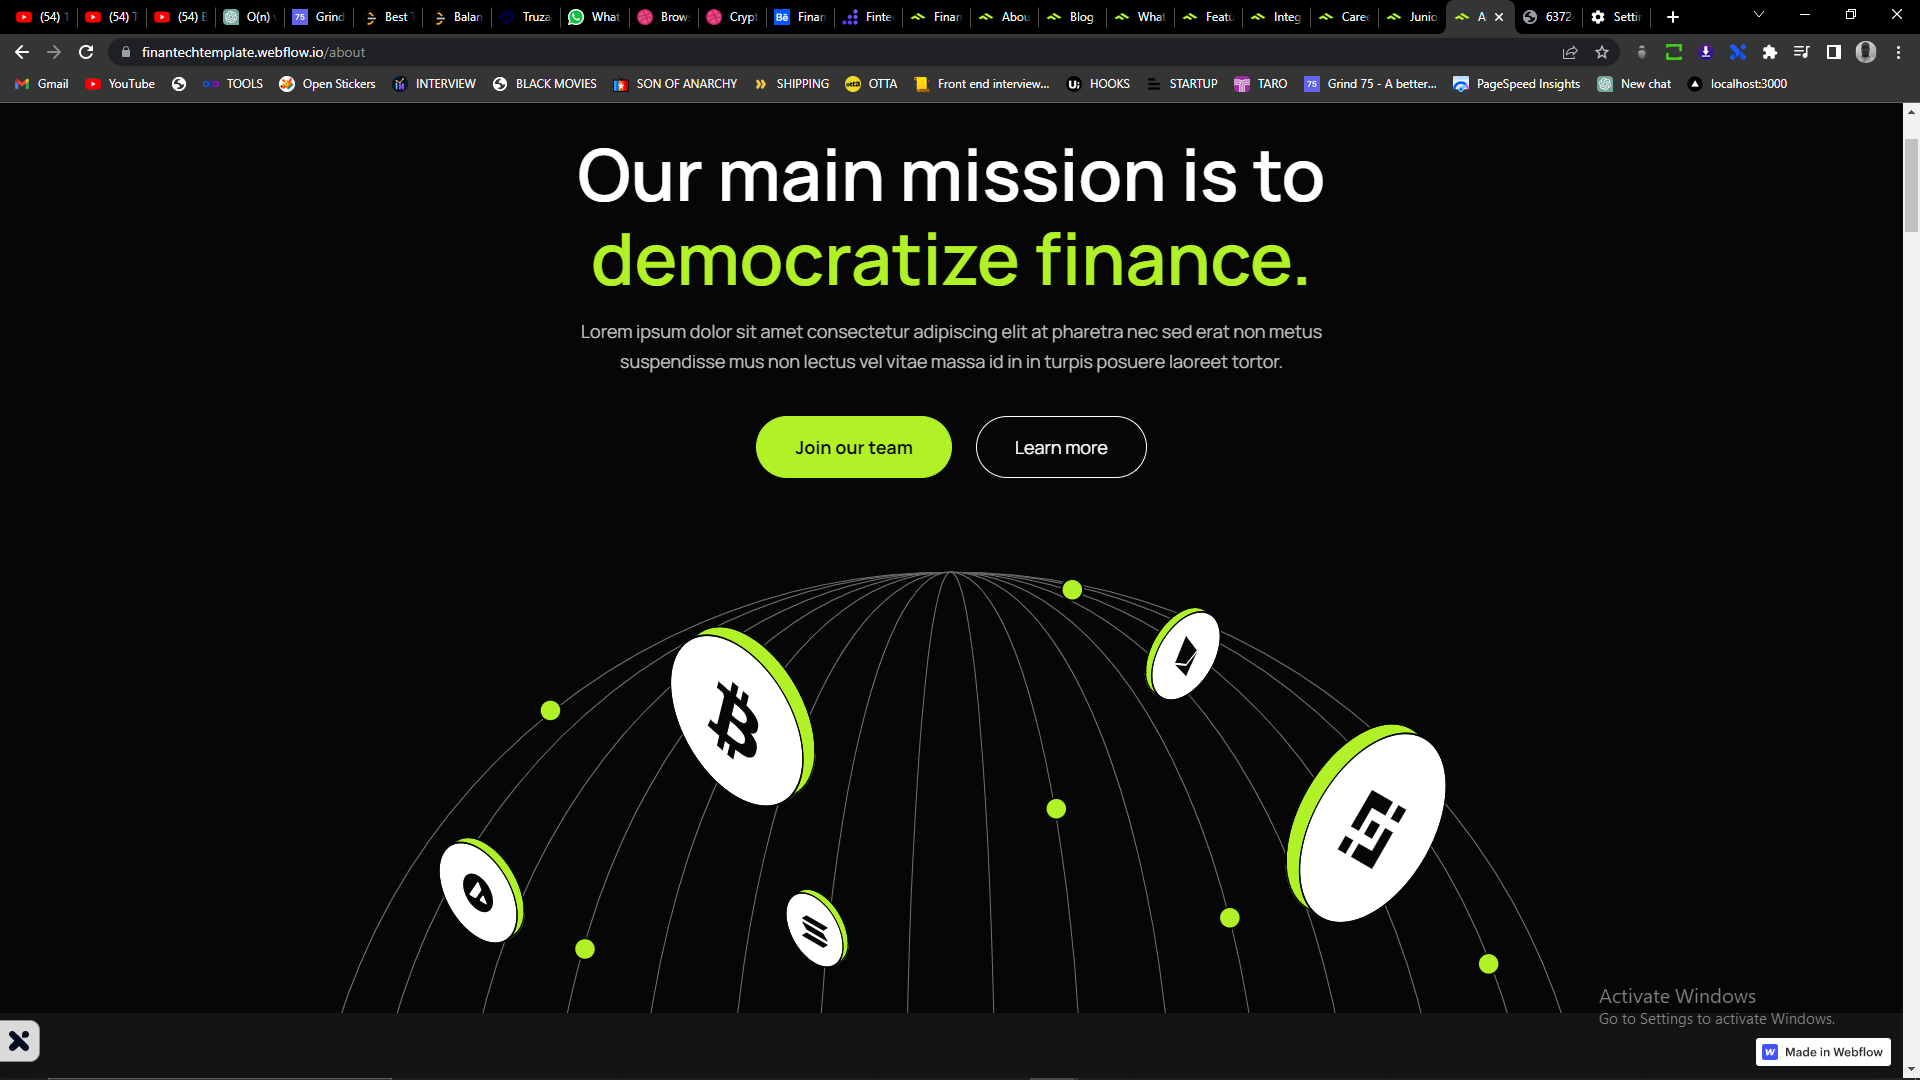 (54) T
(54) T
(54) E
O(n)
Grind
Best
Balan
Truza
What
Brow
Crypt
Finan
Finte
Finan
Abou
Blog
What
Featu
Integ
Caree
Junio
A
6372
Settin
finantechtemplate.webflow.io/about
Gmail
YouTube
TOOLS
Open Stickers
INTERVIEW
BLACK MOVIES
SON OF ANARCHY
SHIPPING
OTTA
Front end interview...
HOOKS
STARTUP
TARO
Grind 75 - A better...
PageSpeed Insights
New chat
localhost:3000
Our main mission is to
democratize finance.
Lorem ipsum dolor sit amet consectetur adipiscing elit at pharetra nec sed erat non metus
suspendisse mus non lectus vel vitae massa id in in turpis posuere laoreet tortor.
Join our team
Learn more
Activate Windows
Go to Settings to activate Windows.
Made in Webflow